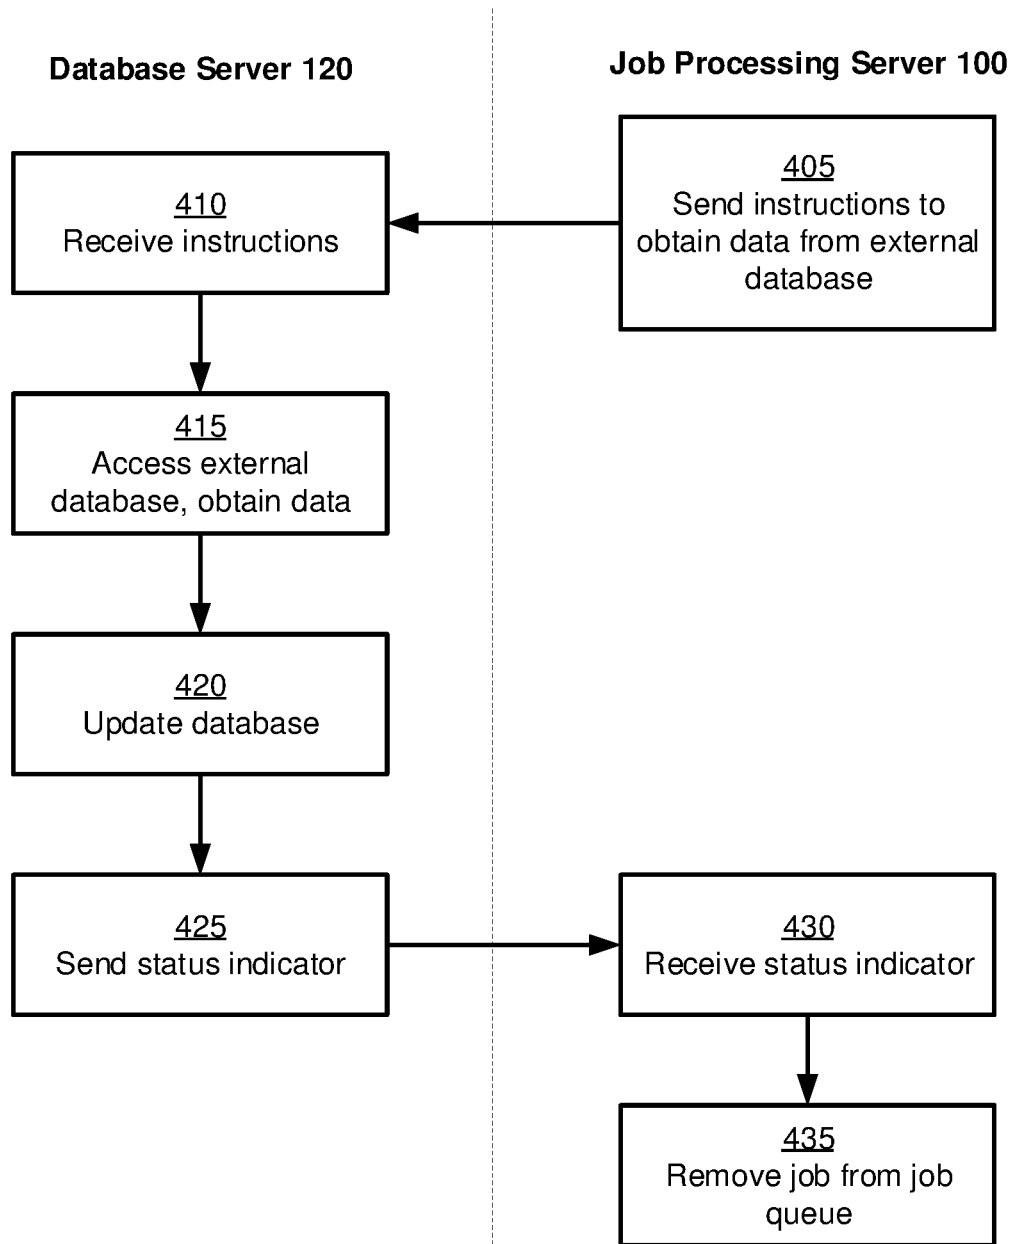 Database Server 120
Job Processing Server 100
405
Send instructions to
obtain data from external
database
410
Receive instructions
415
Access external
database, obtain data
420
Update database
425
Send status indicator
430
Receive status indicator
435
Remove job from job
queue